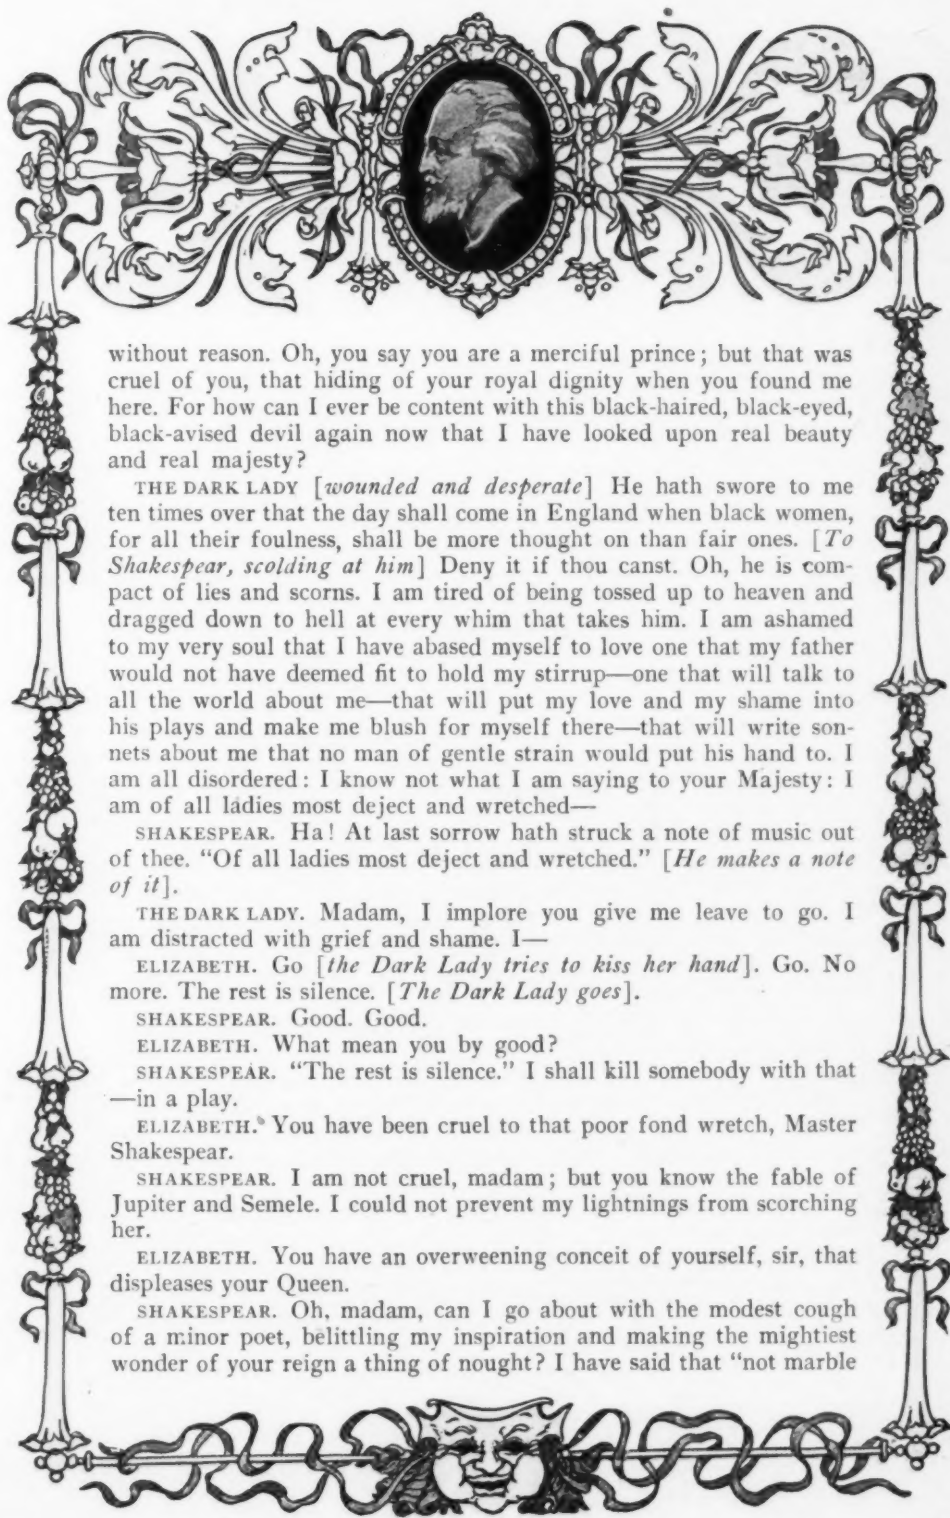 without reason. Oh, you say you are a merciful prince; but that was
cruel of you, that hiding of your royal dignity when you found me
here. For how can I ever be content with this black-haired, black-eyed,
black-avised devil again now that I have looked upon real beauty
and real majesty?
THE DARK LADY [wounded and desperate] He hath swore to me
ten times over that the day shall come in England when black women,
for all their foulness, shall be more thought on than fair ones. [To
Shakespear, scolding at him] Deny it if thou canst. Oh, he is com-
pact of lies and scorns. I am tired of being tossed up to heaven and
dragged down to hell at every whim that takes him. I am ashamed
to my very soul that I have abased myself to love one that my father
would not have deemed fit to hold my stirrup—one that will talk to
all the world about me—that will put my love and my shame into
his plays and make me blush for myself there—that will write son-
nets about me that no man of gentle strain would put his hand to. I
am all disordered: I know not what I am saying to your Majesty: I
am of all ladies most deject and wretched—
SHAKESPEAR. Ha! At last sorrow hath struck a note of music out
of thee. "Of all ladies most deject and wretched." [He makes a note
of it].
THE DARK LADY. Madam, I implore you give me leave to go. I
am distracted with grief and shame. I—
ELIZABETH. Go [the Dark Lady tries to kiss her hand]. Go. No
more. The rest is silence. [The Dark Lady goes].
SHAKESPEAR. Good. Good.
ELIZABETH. What mean you by good?
SHAKESPEAR. "The rest is silence." I shall kill somebody with that
—in a play.
ELIZABETH. You have been cruel to that poor fond wretch, Master
Shakespear.
SHAKESPEAR. I am not cruel, madam; but you know the fable of
Jupiter and Semele. I could not prevent my lightnings from scorching
her.
ELIZABETH. You have an overweening conceit of yourself, sir, that
displeases your Queen.
SHAKESPEAR. Oh, madam, can I go about with the modest cough
of a minor poet, belittling my inspiration and making the mightiest
wonder of your reign a thing of nought? I have said that "not marble